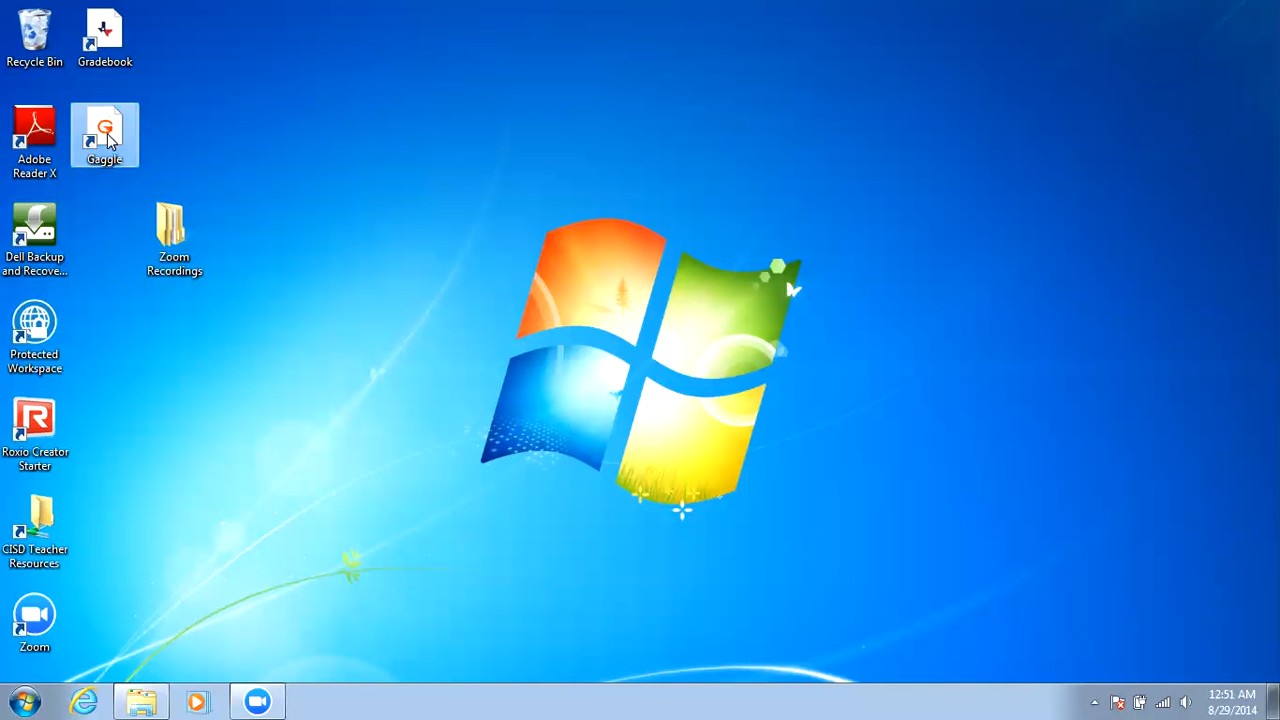 Recycle Bin
Gradebook
Adobe
Reader X
G
Gaggle
Dell Backup
and Recove...
Zoom
Recordings
Protected
Workspace
R
Roxio Creator
Starter
CISD Teacher
Resources
Zoom
12:51 AM
8/29/2014